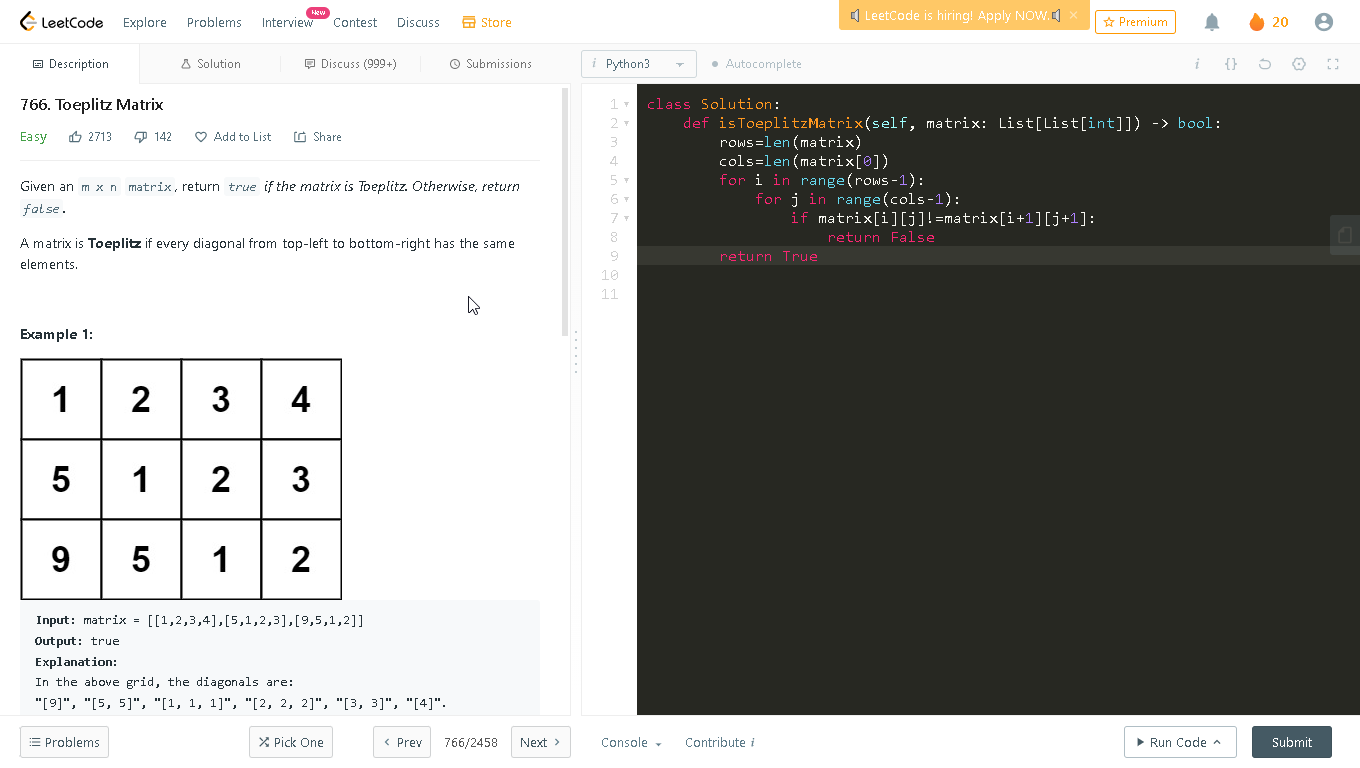 LeetCode Explore Problems Interview New Contest Discuss Store LeetCode is hiring! Apply NOW. × Premium 20
Description Solution Discuss (999+) Submissions i Python3 Autocomplete i {}
766. Toeplitz Matrix
Easy 2713 142 Add to List Share
Given an m x n matrix, return true if the matrix is Toeplitz. Otherwise, return
false.
A matrix is Toeplitz if every diagonal from top-left to bottom-right has the same
elements.
Example 1:
1 2 3 4
5 1 2 3
9 5 1 2
Input: matrix = [[1,2,3,4],[5,1,2,3],[9,5,1,2]]
Output: true
Explanation:
In the above grid, the diagonals are:
"[9]", "[5, 5]", "[1, 1, 1]", "[2, 2, 2]", "[3, 3]", "[4]".
1 class Solution:
2 def isToeplitzMatrix(self, matrix: List[List[int]]) -> bool:
3 rows=len(matrix)
4 cols=len(matrix[0])
5 for i in range(rows-1):
6 for j in range(cols-1):
7 if matrix[i][j]!=matrix[i+1][j+1]:
8 return False
9 return True
10
11
Problems Pick One Prev 766/2458 Next Console Contribute i Run Code Submit